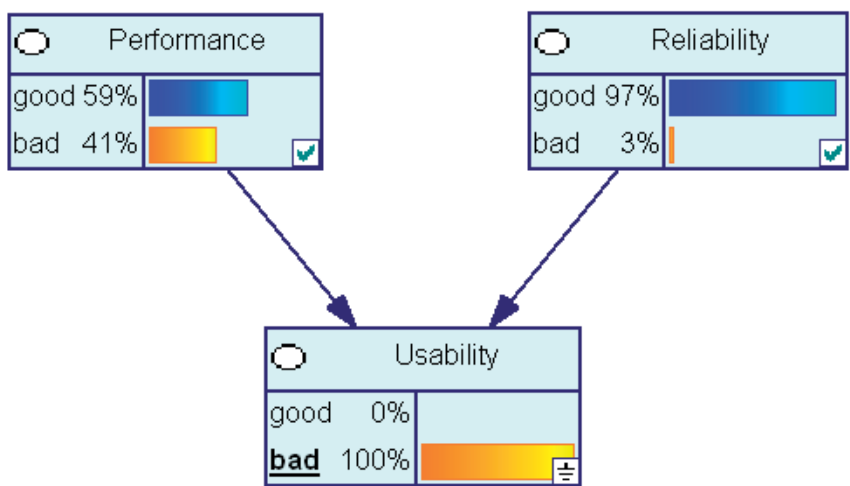 Performance
good 59%
bad 41%
Reliability
good 97%
bad 3%
Usability
good 0%
bad 100%